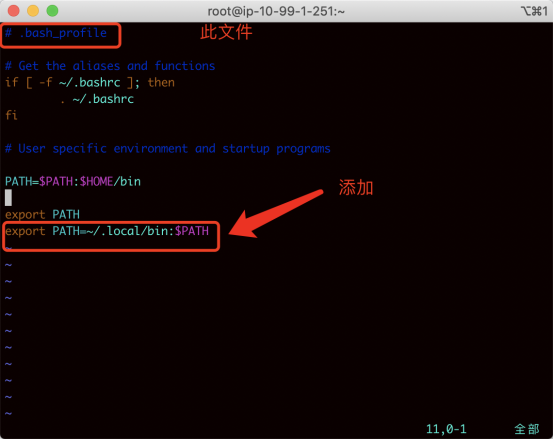 root@ip-10-99-1-251:~
⌥⌘1
# .bash_profile
此文件
# Get the aliases and functions
if [ -f ~/.bashrc ]; then
        . ~/.bashrc
fi
# User specific environment and startup programs
PATH=$PATH:$HOME/bin
添加
export PATH
export PATH=~/.local/bin:$PATH
~
~
~
~
~
~
~
~
~
~
~
11,0-1 全部